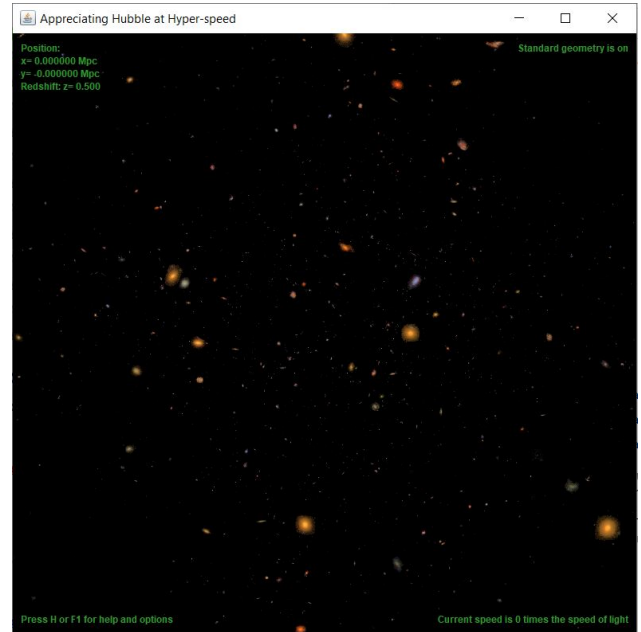 Appreciating Hubble at Hyper-speed
Position:
x= 0.000000 Mpc
y= -0.000000 Mpc
Redshift: z= 0.500
Standard geometry is on
Press H or F1 for help and options
Current speed is 0 times the speed of light